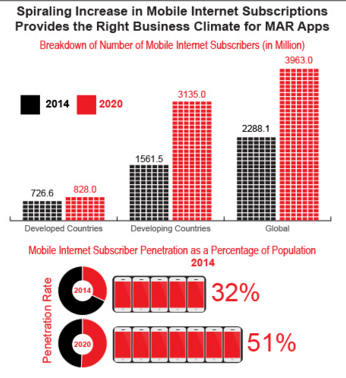 Spiraling Increase in Mobile Internet Subscriptions
Provides the Right Business Climate for MAR Apps
Breakdown of Number of Mobile Internet Subscribers (in Million)
3963.0
2014 2020
3135.0
2288.1
1561.5
726.6 828.0
Developed Countries Developing Countries Global
Mobile Internet Subscriber Penetration as a Percentage of Population
2014
Penetration Rate
2014 32%
2020 51%